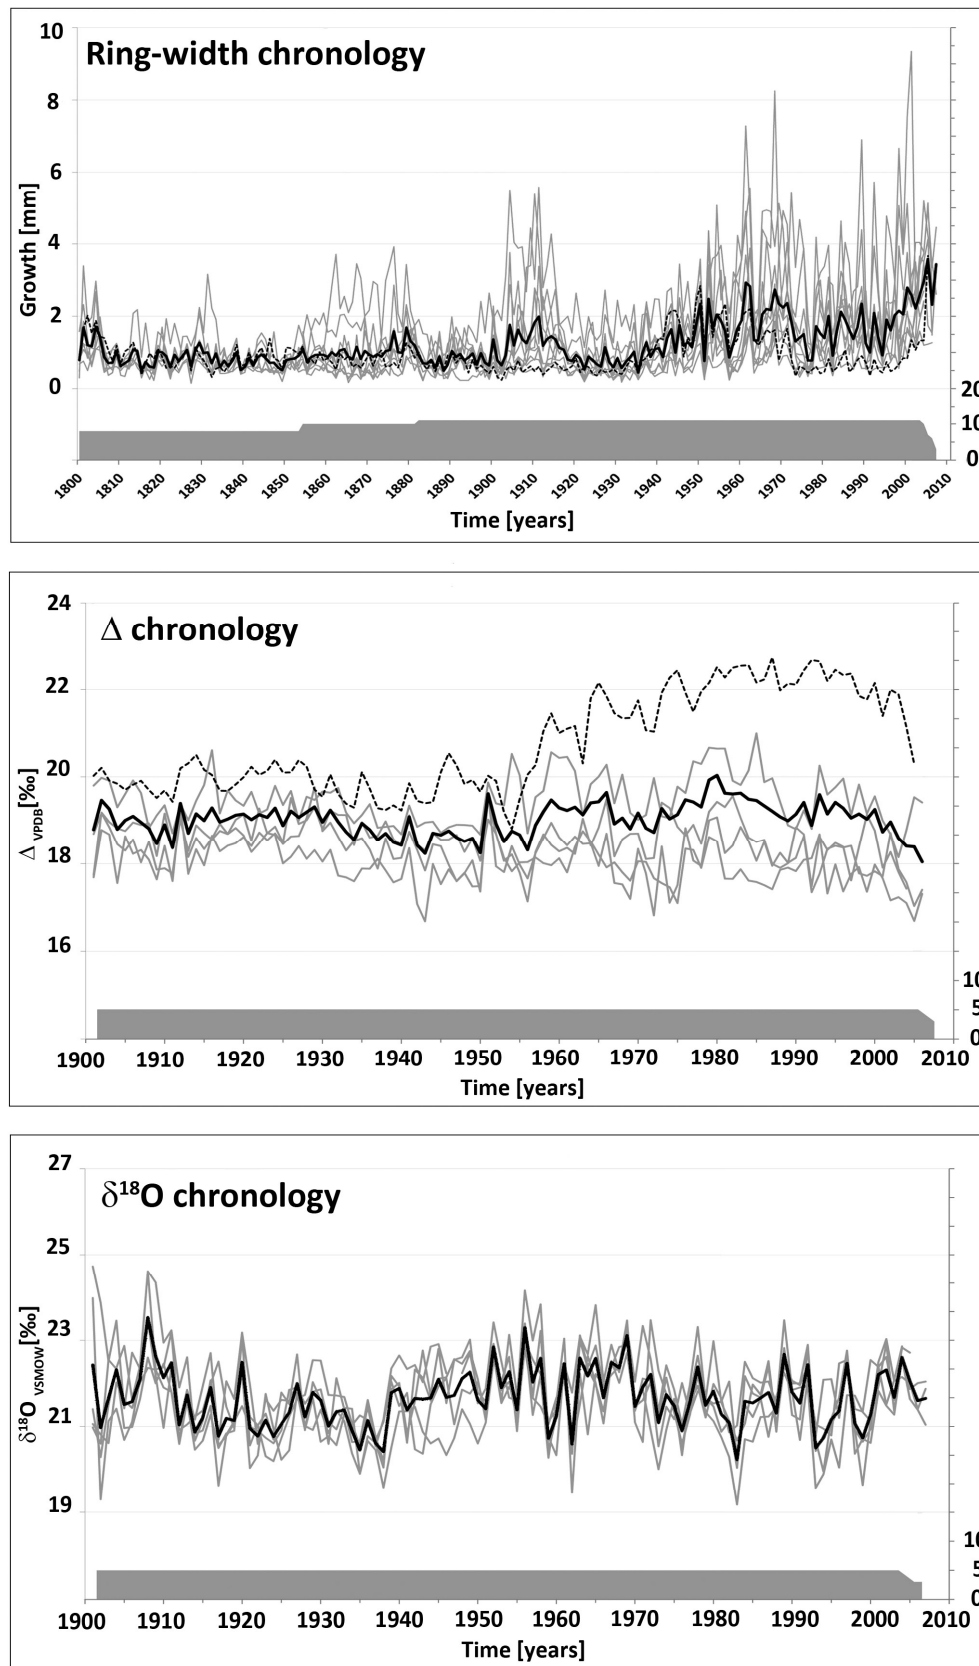 Ring-width chronology
10
8
6
4
2
0
Growth [mm]
20
10
0
1800 1810 1820 1830 1840 1850 1860 1870 1880 1890 1900 1910 1920 1930 1940 1950 1960 1970 1980 1990 2000 2010
Time [years]
Δ chronology
24
22
20
18
16
Δ VPDB [‰]
10
5
0
1900 1910 1920 1930 1940 1950 1960 1970 1980 1990 2000 2010
Time [years]
δ18O chronology
27
25
23
21
19
δ18O VSMOW [‰]
10
5
0
1900 1910 1920 1930 1940 1950 1960 1970 1980 1990 2000 2010
Time [years]